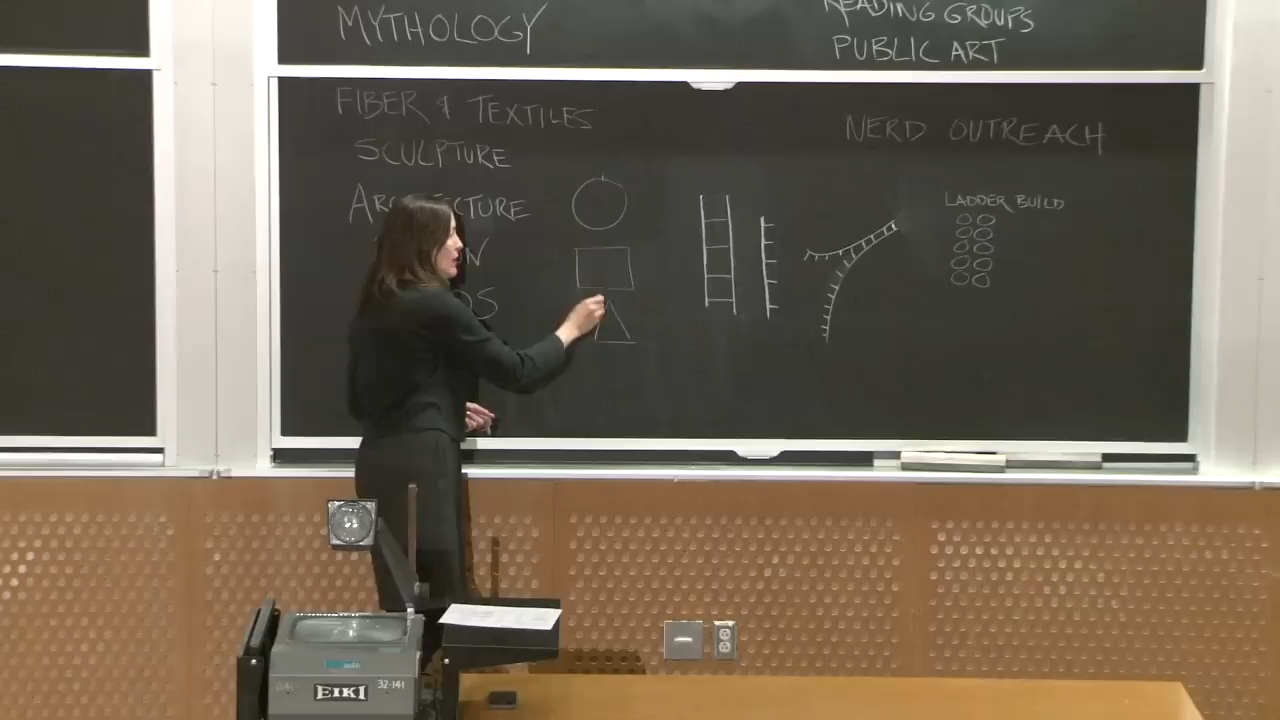 MYTHOLOGY
READING GROUPS
PUBLIC ART
FIBER & TEXTILES
SCULPTURE
NERD OUTREACH
LADDER BUILD
EIKI
32-141